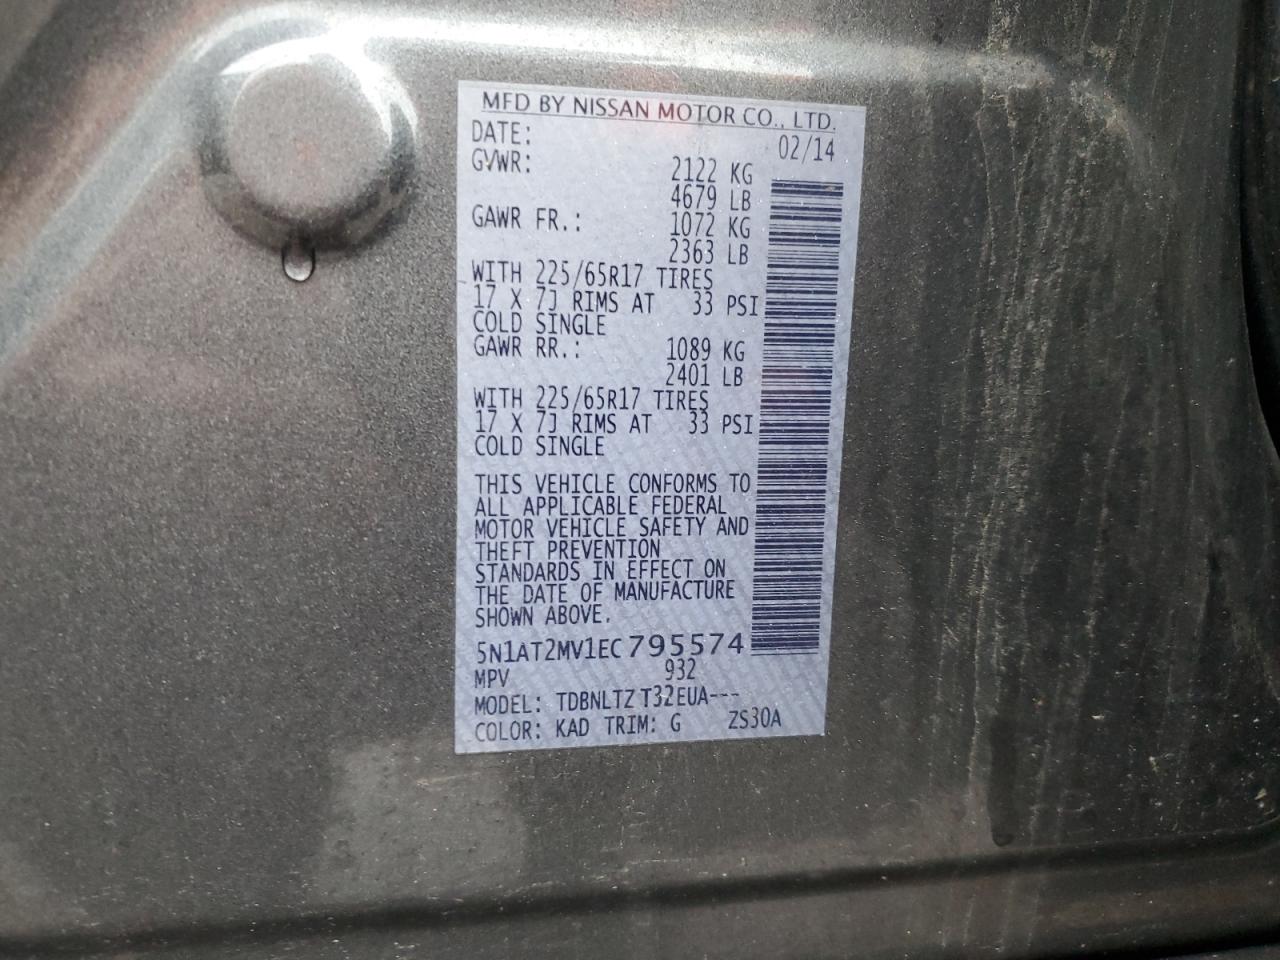 MFD BY NISSAN MOTOR CO., LTD.
DATE: 02/14
GVWR: 2122 KG
4679 LB
GAWR FR.: 1072 KG
2363 LB
WITH 225/65R17 TIRES
17 X 7J RIMS AT 33 PSI
COLD SINGLE
GAWR RR.: 1089 KG
2401 LB
WITH 225/65R17 TIRES
17 X 7J RIMS AT 33 PSI
COLD SINGLE
THIS VEHICLE CONFORMS TO
ALL APPLICABLE FEDERAL
MOTOR VEHICLE SAFETY AND
THEFT PREVENTION
STANDARDS IN EFFECT ON
THE DATE OF MANUFACTURE
SHOWN ABOVE.
5N1AT2MV1EC795574
MPV 932
MODEL: TDBNLTZ T32EUA---
COLOR: KAD TRIM: G ZS30A